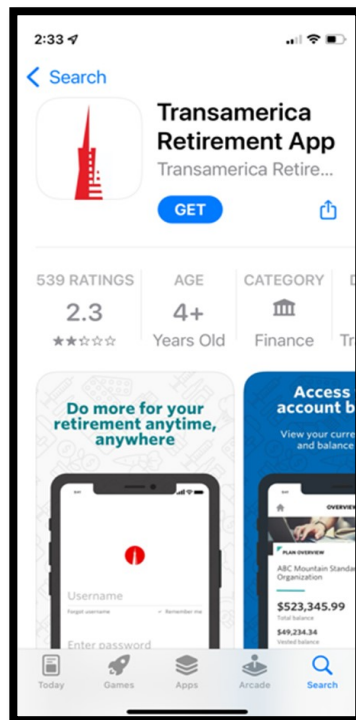 2:33
Search
Transamerica
Retirement App
Transamerica Retire...
GET
539 RATINGS
2.3
AGE
4+
Years Old
CATEGORY
Finance
Do more for your
retirement anytime,
anywhere
Username
Forgot username
Remember me
Enter password
Access
account b
View your curre
and balance
OVERVIEW
PLAN OVERVIEW
ABC Mountain Standa
Organization
$523,345.99
Total balance
$49,234.34
Vested balance
Today
Games
Apps
Arcade
Search